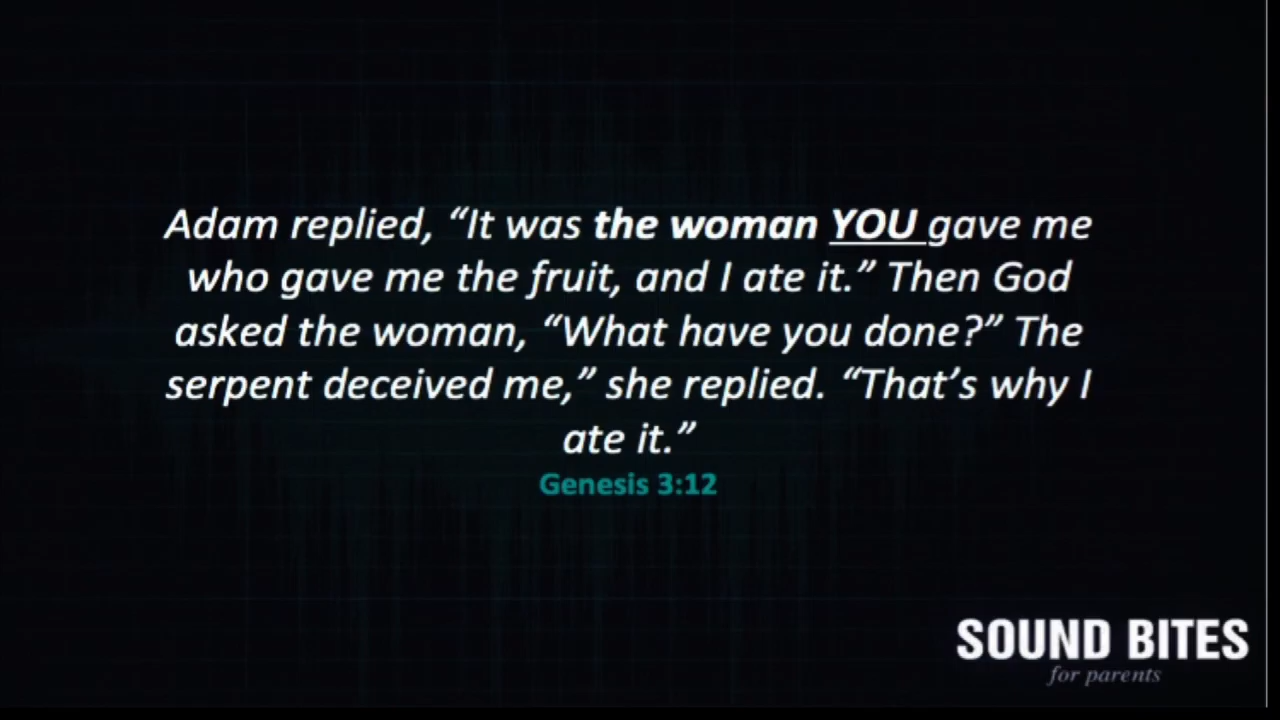 Adam replied, “It was the woman YOU gave me
who gave me the fruit, and I ate it.” Then God
asked the woman, “What have you done?” The
serpent deceived me,” she replied. “That’s why I
ate it.”
Genesis 3:12
SOUND BITES
for parents